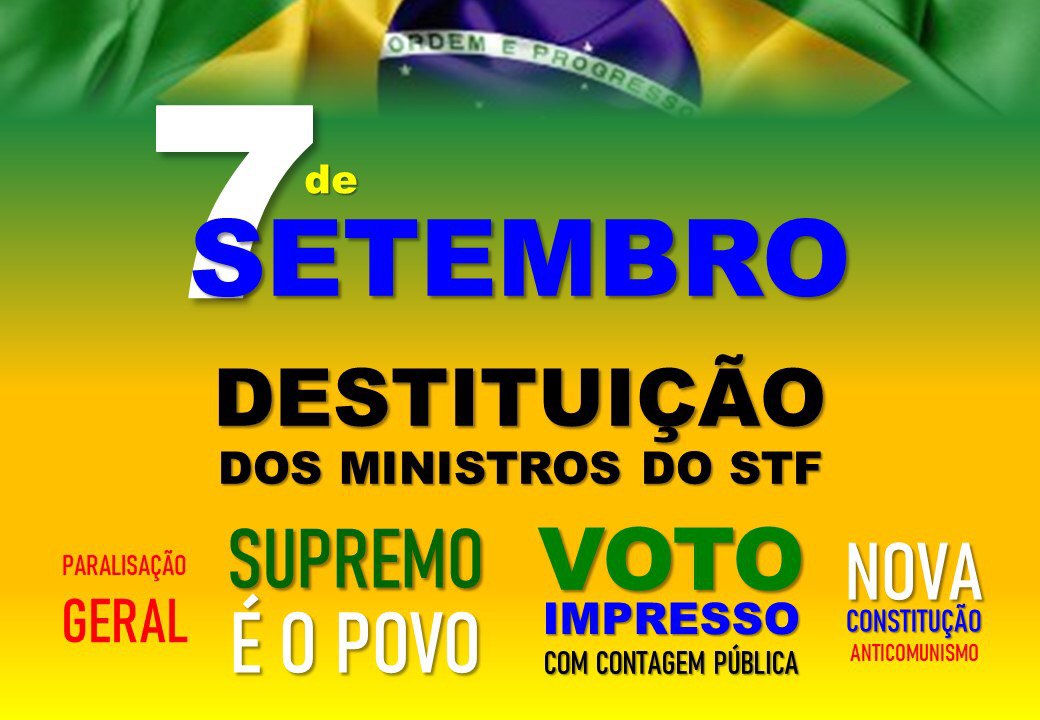 ORDEM E PROGRESSO
7
de
SETEMBRO
DESTITUIÇÃO
DOS MINISTROS DO STF
PARALISAÇÃO
GERAL
SUPREMO
É O POVO
VOTO
IMPRESSO
COM CONTAGEM PÚBLICA
NOVA
CONSTITUÇÃO
ANTICOMUNISMO